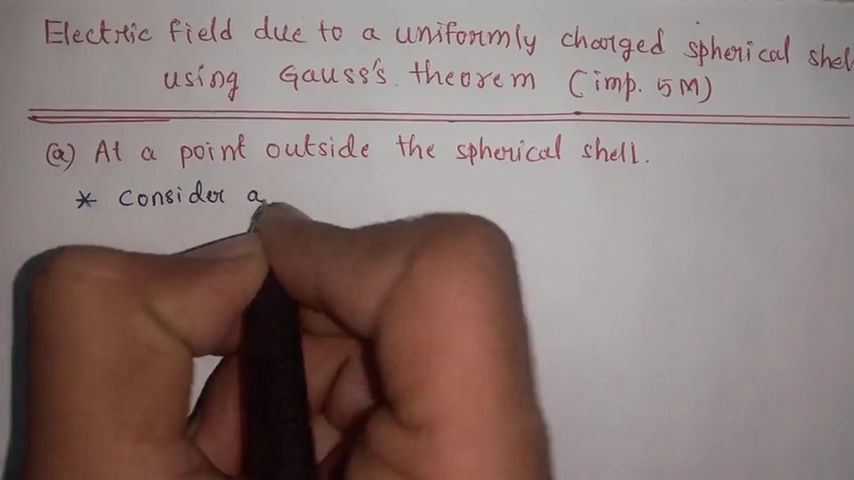 Electric field due to a uniformly charged spherical shel
using Gauss's theorem (imp. 5M)
(a) At a point outside the spherical shell.
* Consider a